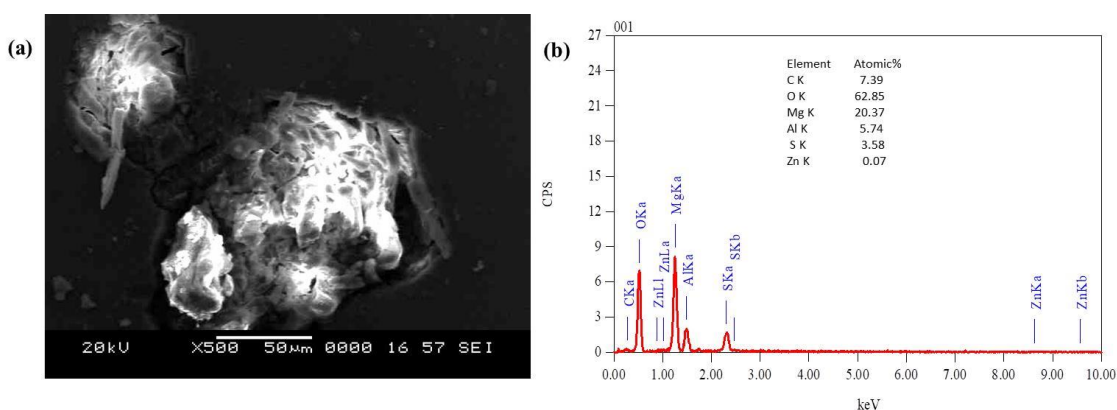 (a)
20kV X500 50μm 0000 16 57 SEI
(b)
001
CPS
27
24
21
18
15
12
9
6
3
0
Element Atomic%
C K 7.39
O K 62.85
Mg K 20.37
Al K 5.74
S K 3.58
Zn K 0.07
CKa
OKa
ZnLl
ZnLa
MgKa
AlKa
SKa
SKb
ZnKa
ZnKb
0.00 1.00 2.00 3.00 4.00 5.00 6.00 7.00 8.00 9.00 10.00
keV